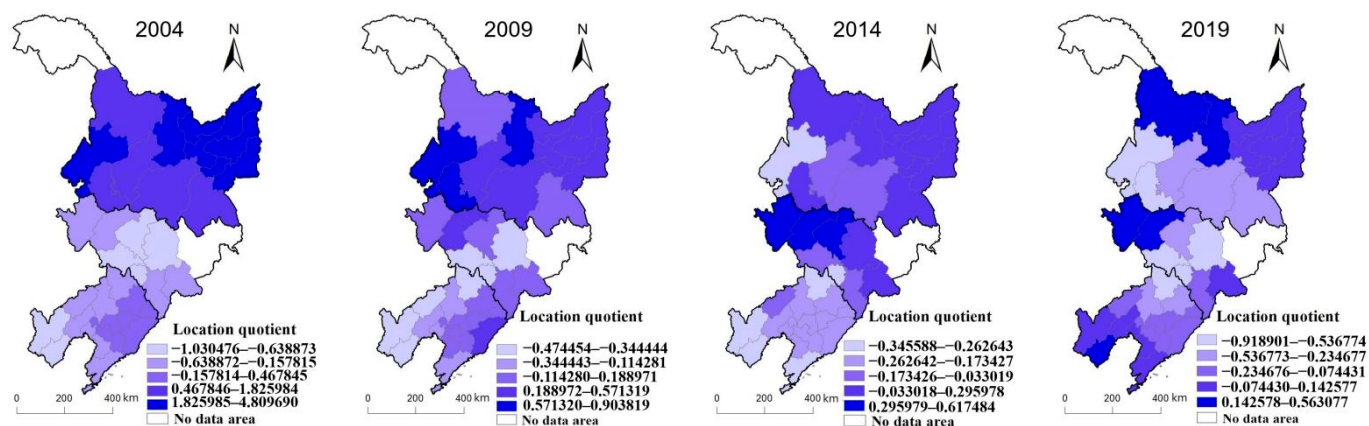 2004
N
Location quotient
−1.030476–−0.638873
−0.638872–−0.157815
−0.157814–0.467845
0.467846–1.825984
1.825985–4.809690
No data area
0 200 400 km
2009
N
Location quotient
−0.474454–−0.344444
−0.344443–−0.114281
−0.114280–0.188971
0.188972–0.571319
0.571320–0.903819
No data area
0 200 400 km
2014
N
Location quotient
−0.345588–−0.262643
−0.262642–−0.173427
−0.173426–−0.033019
−0.033018–0.295978
0.295979–0.617484
No data area
0 200 400 km
2019
N
Location quotient
−0.918901–−0.536774
−0.536773–−0.234677
−0.234676–−0.074431
−0.074430–0.142577
0.142578–0.563077
No data area
0 200 400 km